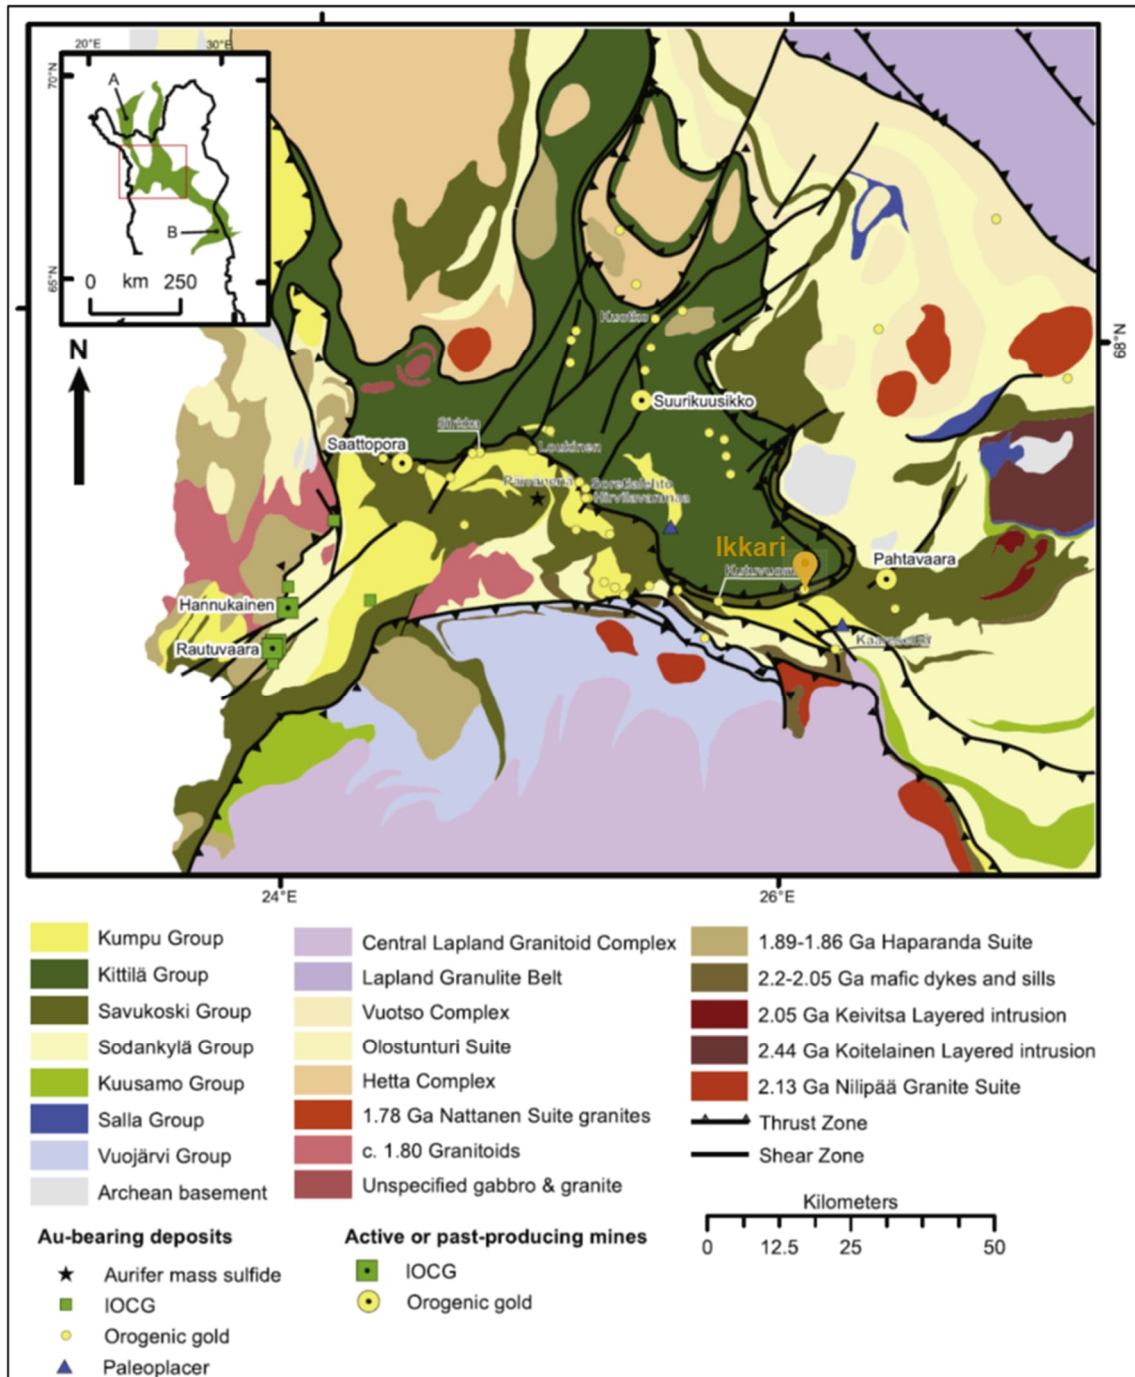 20°E
30°E
70°N
A
B
65°N
0 km 250
N
68°N
Kuotko
Suurikuusikko
Sirkka
Saattopora
Loukinen
Soretialehto
Hirvilavanmaa
Ikkari
Pahtavaara
Hannukainen
Rautuvaara
24°E
26°E
Kumpu Group
Kittilä Group
Savukoski Group
Sodankylä Group
Kuusamo Group
Salla Group
Vuojärvi Group
Archean basement
Central Lapland Granitoid Complex
Lapland Granulite Belt
Vuotso Complex
Olostunturi Suite
Hetta Complex
1.78 Ga Nattanen Suite granites
c. 1.80 Granitoids
Unspecified gabbro & granite
1.89-1.86 Ga Haparanda Suite
2.2-2.05 Ga mafic dykes and sills
2.05 Ga Keivitsa Layered intrusion
2.44 Ga Koitelainen Layered intrusion
2.13 Ga Nilipää Granite Suite
Thrust Zone
Shear Zone
Kilometers
0 12.5 25 50
Au-bearing deposits
Aurifer mass sulfide
IOCG
Orogenic gold
Paleoplacer
Active or past-producing mines
IOCG
Orogenic gold